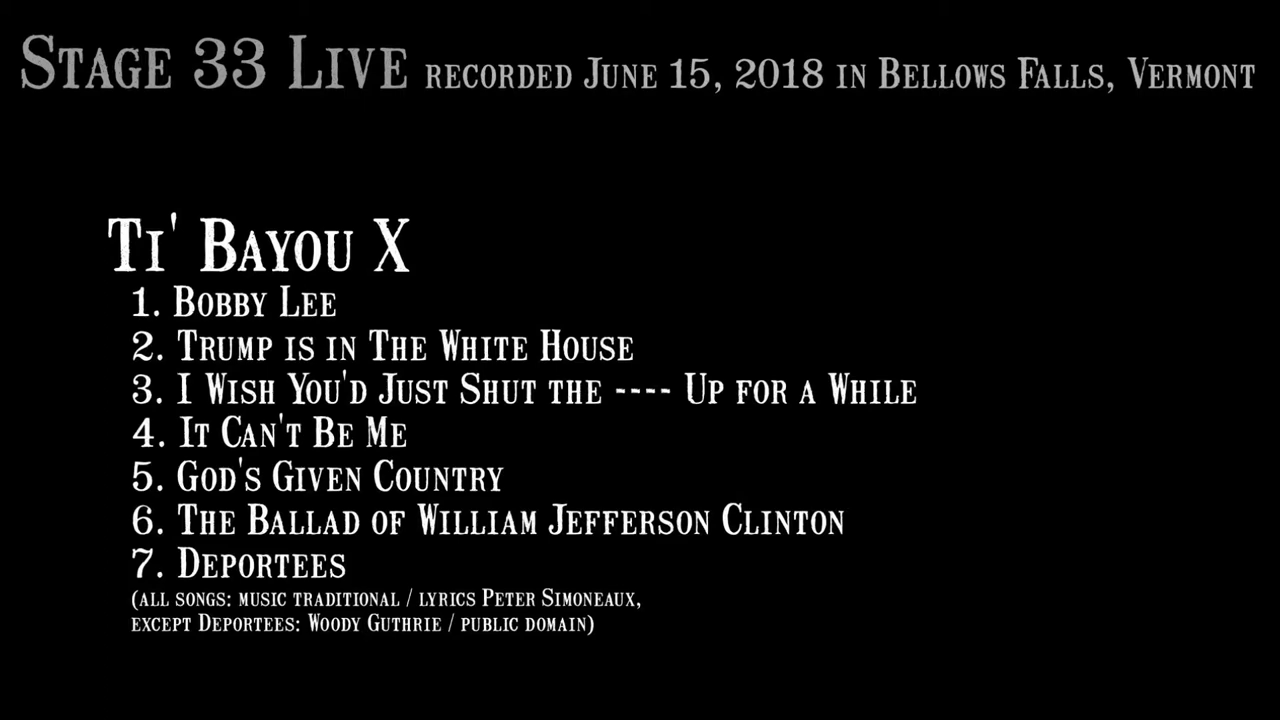 Stage 33 Live recorded June 15, 2018 in Bellows Falls, Vermont
Ti' Bayou X
1. Bobby Lee
2. Trump is in The White House
3. I Wish You'd Just Shut the ---- Up for a While
4. It Can't Be Me
5. God's Given Country
6. The Ballad of William Jefferson Clinton
7. Deportees
(all songs: music traditional / lyrics Peter Simoneaux,
except Deportees: Woody Guthrie / public domain)